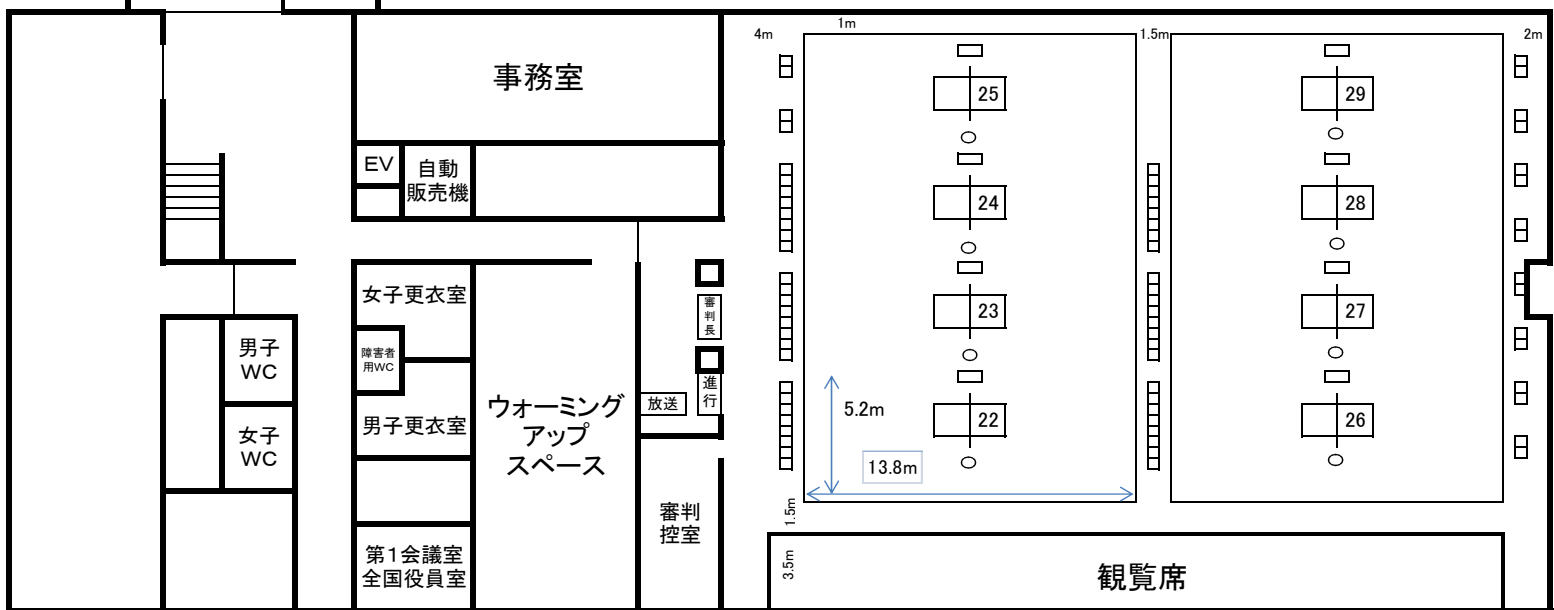 事務室
EV
自動
販売機
女子更衣室
障害者
用WC
男子更衣室
男子
WC
女子
WC
第1会議室
全国役員室
ウォーミング
アップ
スペース
審判長
進行
放送
審判
控室
4m
1m
1.5m
2m
25
29
24
28
23
27
22
26
5.2m
13.8m
1.5m
3.5m
観覧席